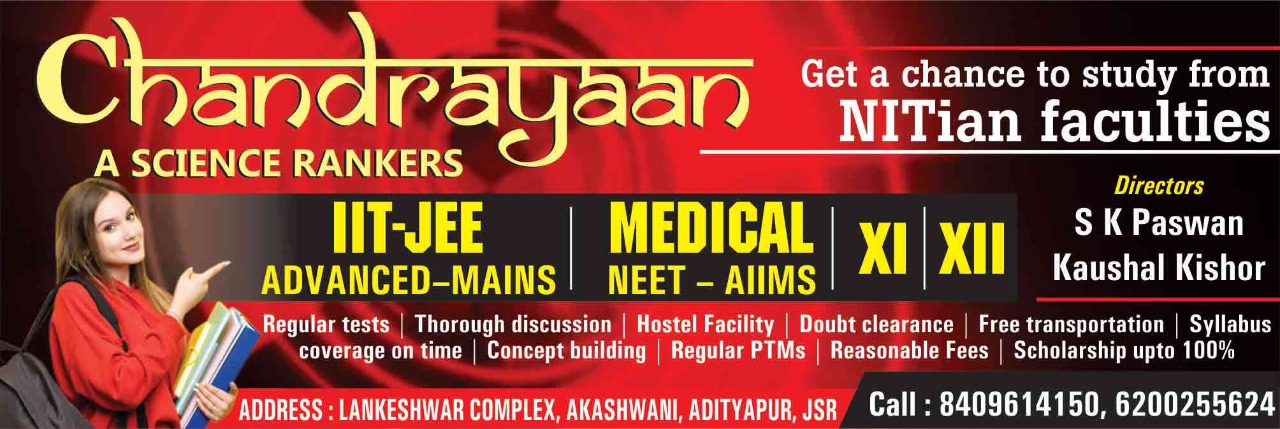 Chandrayaan
A SCIENCE RANKERS
Get a chance to study from
NITian faculties
Directors
S K Paswan
Kaushal Kishor
IIT-JEE
ADVANCED–MAINS
MEDICAL
NEET – AIIMS
XI | XII
Regular tests | Thorough discussion | Hostel Facility | Doubt clearance | Free transportation | Syllabus
coverage on time | Concept building | Regular PTMs | Reasonable Fees | Scholarship upto 100%
ADDRESS : LANKESHWAR COMPLEX, AKASHWANI, ADITYAPUR, JSR
Call : 8409614150, 6200255624